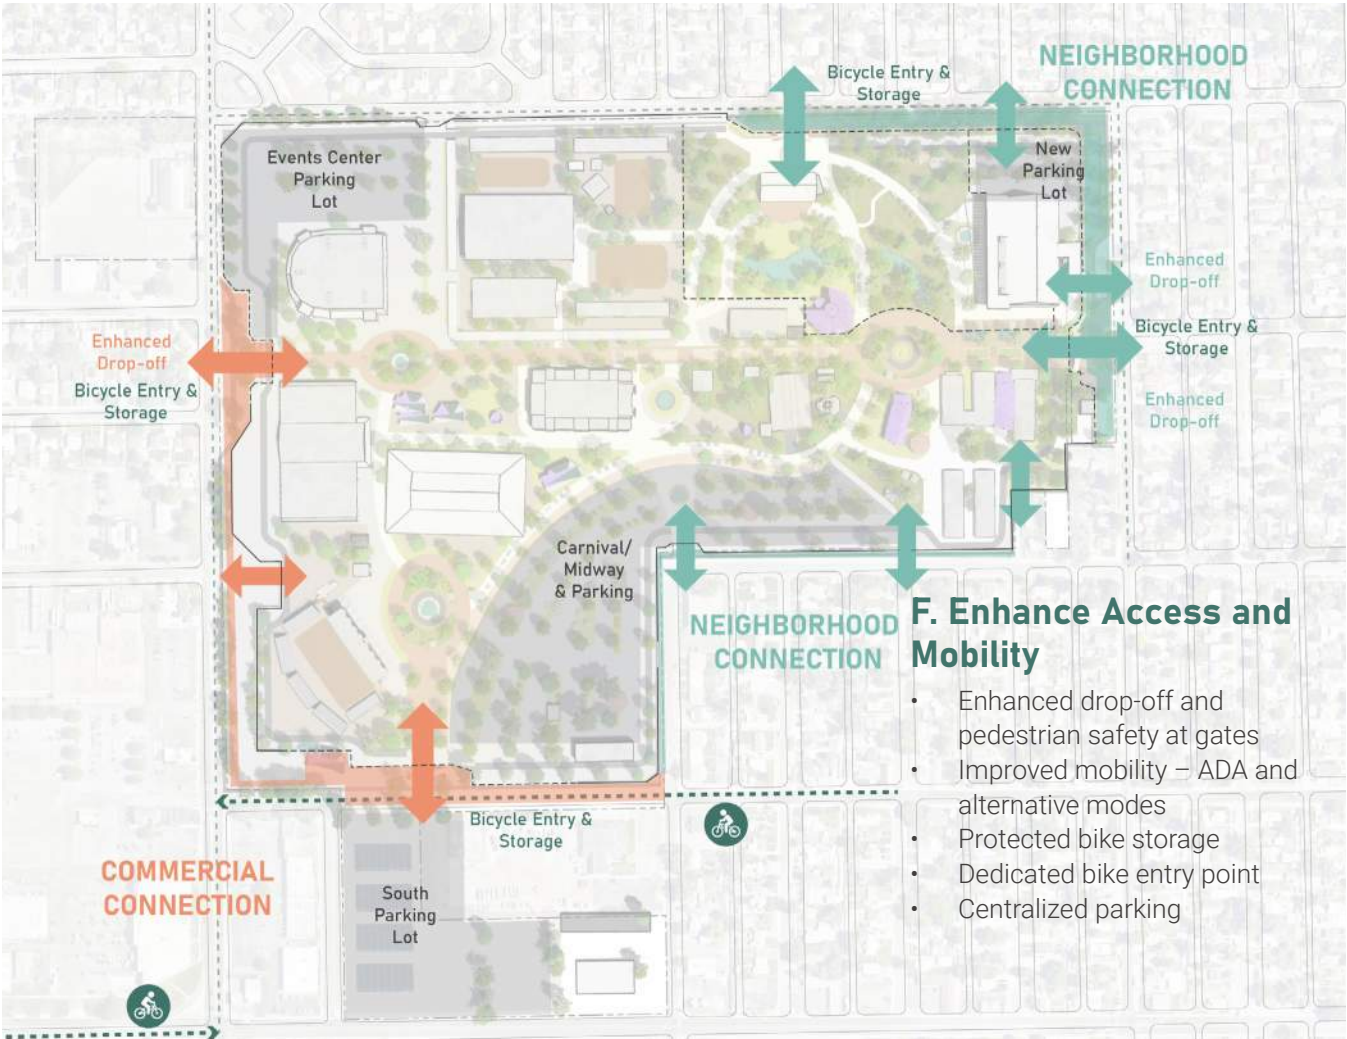 NEIGHBORHOOD
CONNECTION
Bicycle Entry &
Storage
Events Center
Parking
Lot
New
Parking
Lot
Enhanced
Drop-off
Bicycle Entry &
Storage
Enhanced
Drop-off
Enhanced
Drop-off
Bicycle Entry &
Storage
Carnival/
Midway
& Parking
NEIGHBORHOOD
CONNECTION
F. Enhance Access and
Mobility
• Enhanced drop-off and
pedestrian safety at gates
• Improved mobility – ADA and
alternative modes
• Protected bike storage
• Dedicated bike entry point
• Centralized parking
Bicycle Entry &
Storage
COMMERCIAL
CONNECTION
South
Parking
Lot